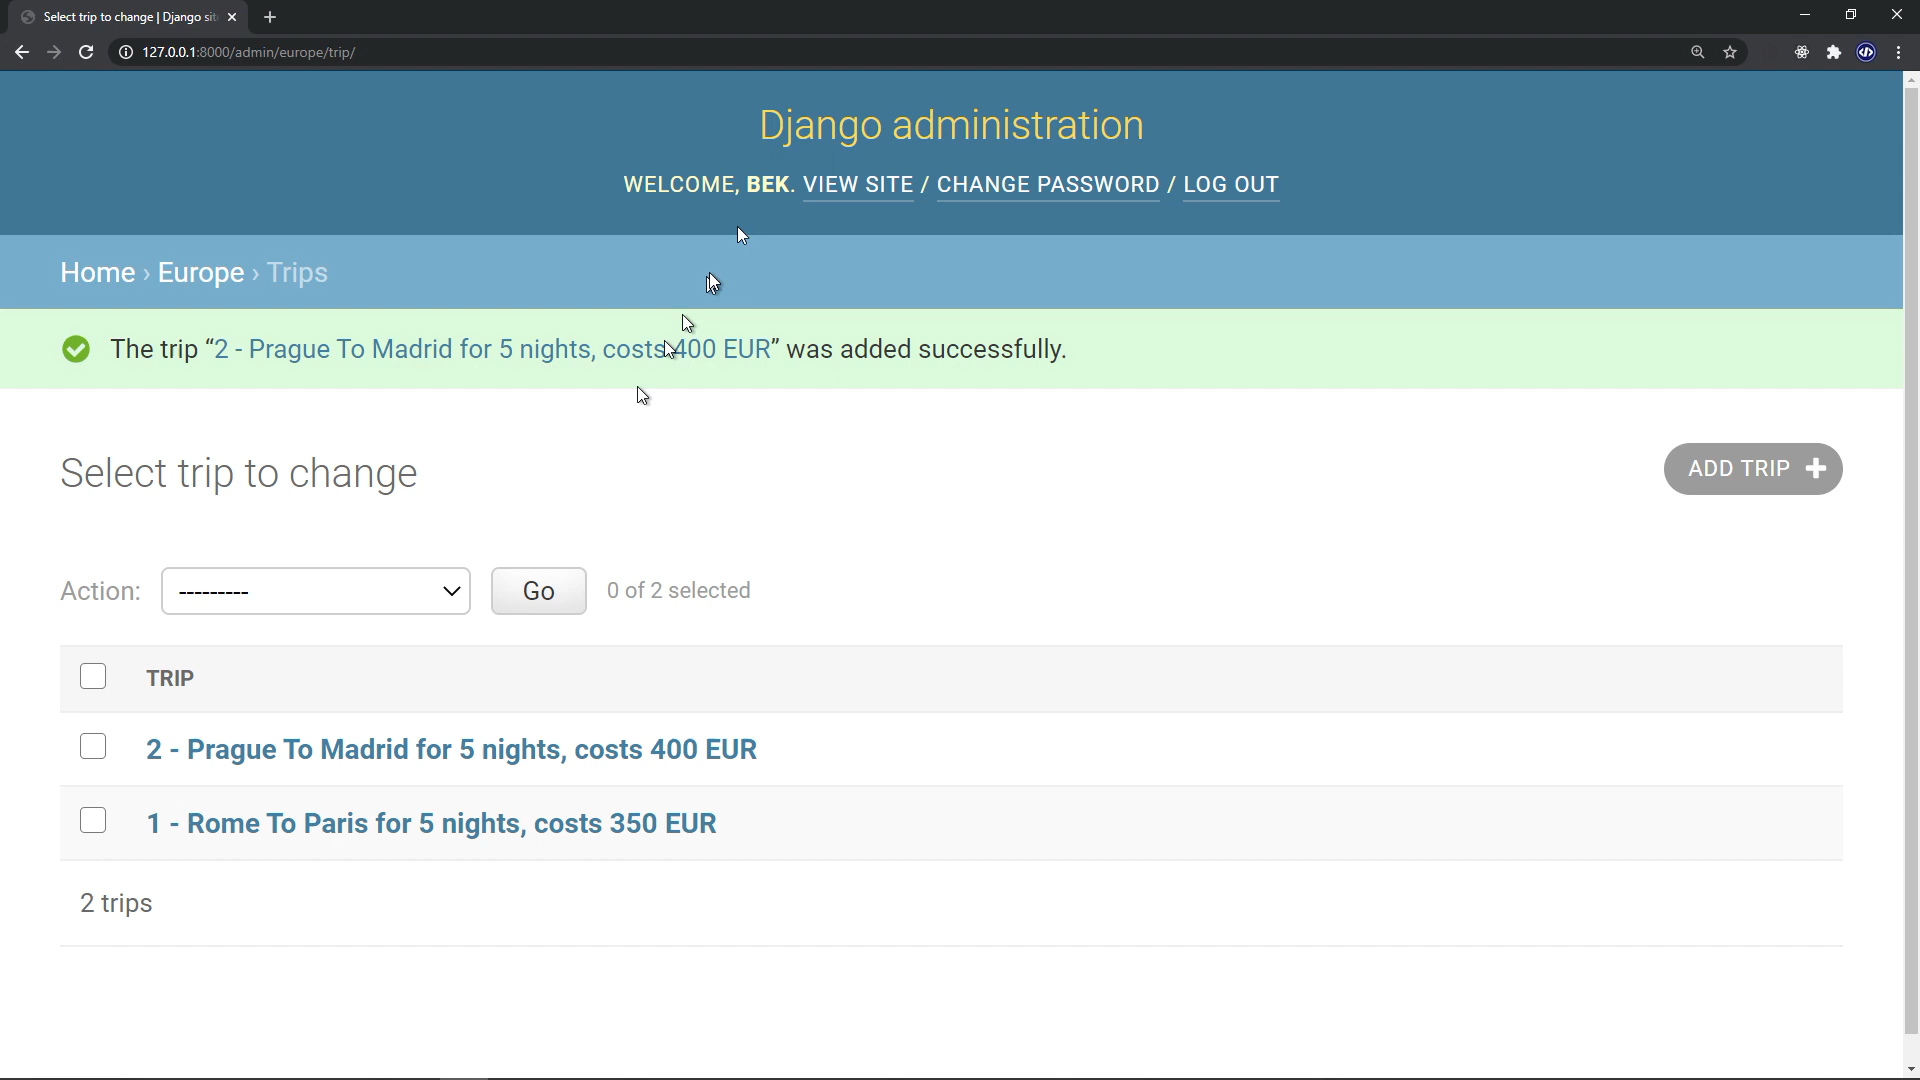 Select trip to change | Django sit
127.0.0.1:8000/admin/europe/trip/
Django administration
WELCOME, BEK. VIEW SITE / CHANGE PASSWORD / LOG OUT
Home › Europe › Trips
The trip “2 - Prague To Madrid for 5 nights, costs 400 EUR” was added successfully.
Select trip to change
ADD TRIP +
Action: --------- Go 0 of 2 selected
TRIP
2 - Prague To Madrid for 5 nights, costs 400 EUR
1 - Rome To Paris for 5 nights, costs 350 EUR
2 trips